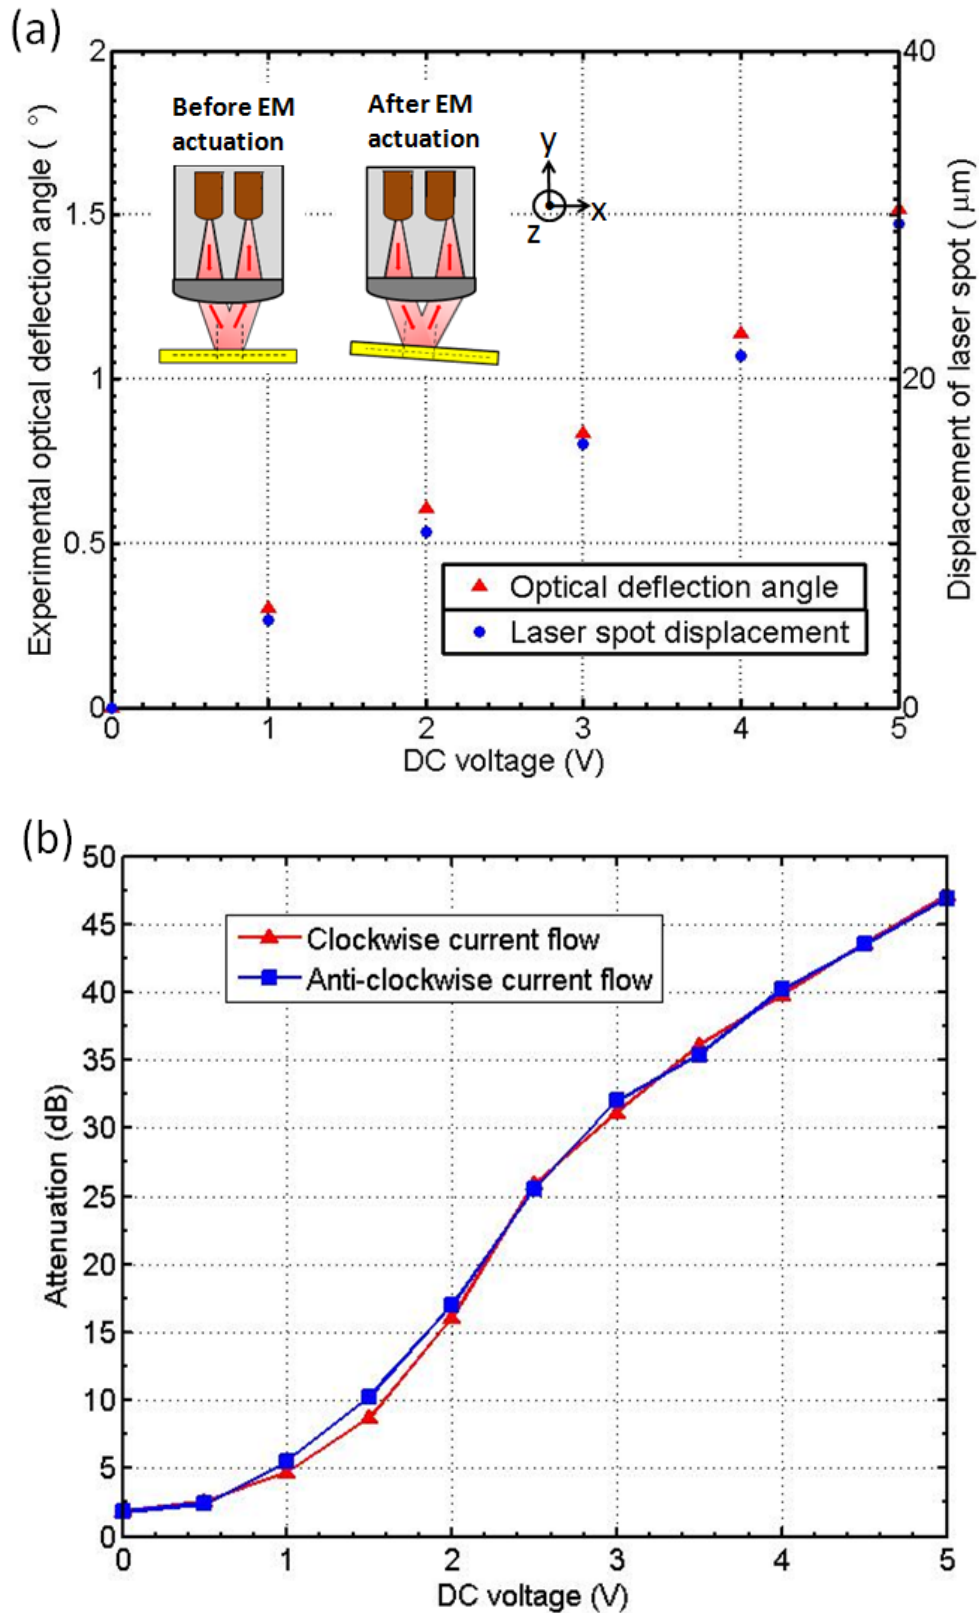 (a)
Experimental optical deflection angle ( °)
Displacement of laser spot ( μm)
2
1.5
1
0.5
0
40
20
0
Before EM
actuation
After EM
actuation
y
x
z
Optical deflection angle
Laser spot displacement
0 1 2 3 4 5
DC voltage (V)
(b)
Attenuation (dB)
50
45
40
35
30
25
20
15
10
5
0
Clockwise current flow
Anti-clockwise current flow
0 1 2 3 4 5
DC voltage (V)